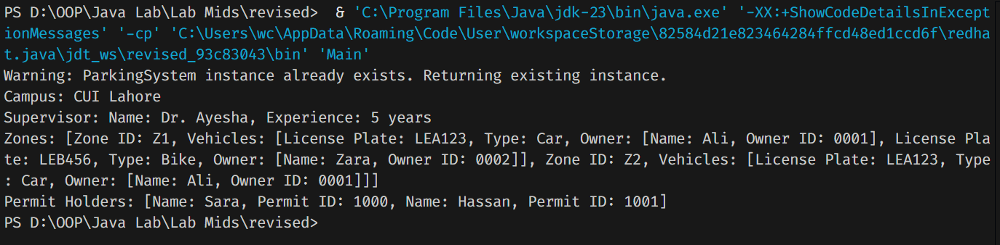 PS D:\OOP\Java Lab\Lab Mids\revised>  & 'C:\Program Files\Java\jdk-23\bin\java.exe' '-XX:+ShowCodeDetailsInExcept
ionMessages' '-cp' 'C:\Users\wc\AppData\Roaming\Code\User\workspaceStorage\82584d21e823464284ffcd48ed1ccd6f\redha
t.java\jdt_ws\revised_93c83043\bin' 'Main'
Warning: ParkingSystem instance already exists. Returning existing instance.
Campus: CUI Lahore
Supervisor: Name: Dr. Ayesha, Experience: 5 years
Zones: [Zone ID: Z1, Vehicles: [License Plate: LEA123, Type: Car, Owner: [Name: Ali, Owner ID: 0001], License Pla
te: LEB456, Type: Bike, Owner: [Name: Zara, Owner ID: 0002]], Zone ID: Z2, Vehicles: [License Plate: LEA123, Type
: Car, Owner: [Name: Ali, Owner ID: 0001]]]
Permit Holders: [Name: Sara, Permit ID: 1000, Name: Hassan, Permit ID: 1001]
PS D:\OOP\Java Lab\Lab Mids\revised>